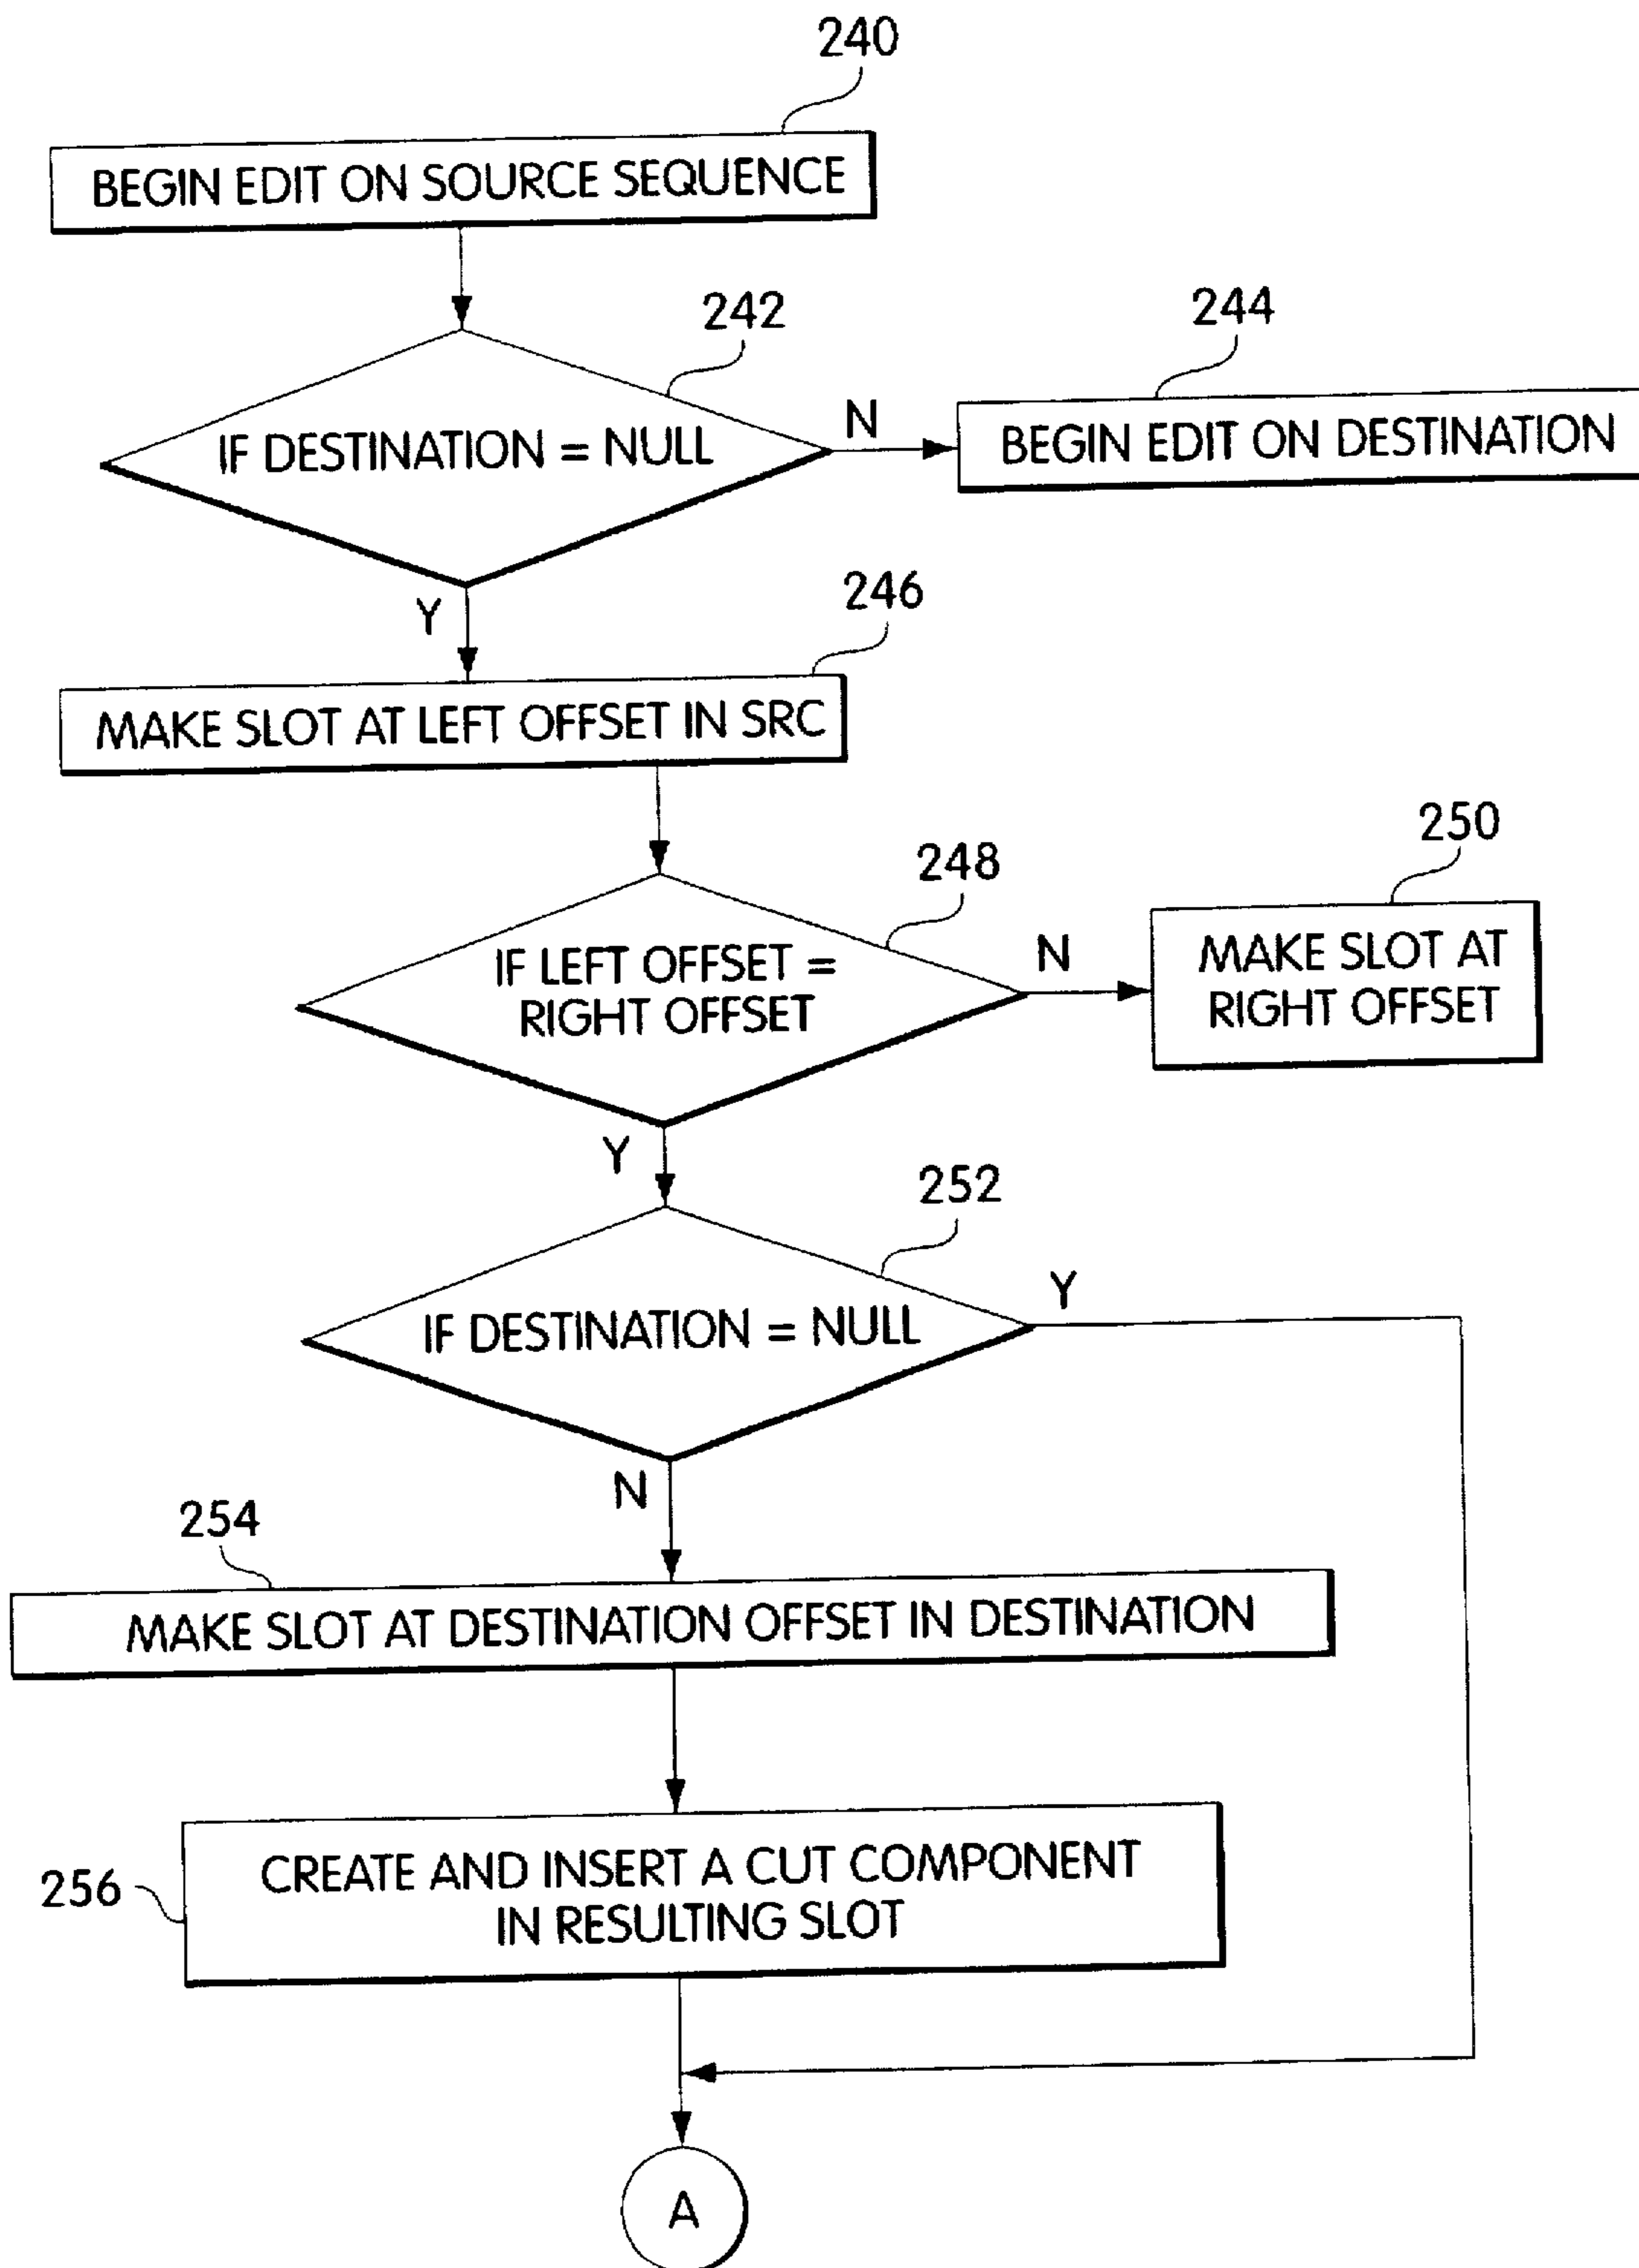 240
BEGIN EDIT ON SOURCE SEQUENCE
242
IF DESTINATION = NULL
N
244
BEGIN EDIT ON DESTINATION
Y
246
MAKE SLOT AT LEFT OFFSET IN SRC
248
IF LEFT OFFSET =
RIGHT OFFSET
N
250
MAKE SLOT AT
RIGHT OFFSET
Y
252
IF DESTINATION = NULL
Y
N
254
MAKE SLOT AT DESTINATION OFFSET IN DESTINATION
256
CREATE AND INSERT A CUT COMPONENT
IN RESULTING SLOT
A